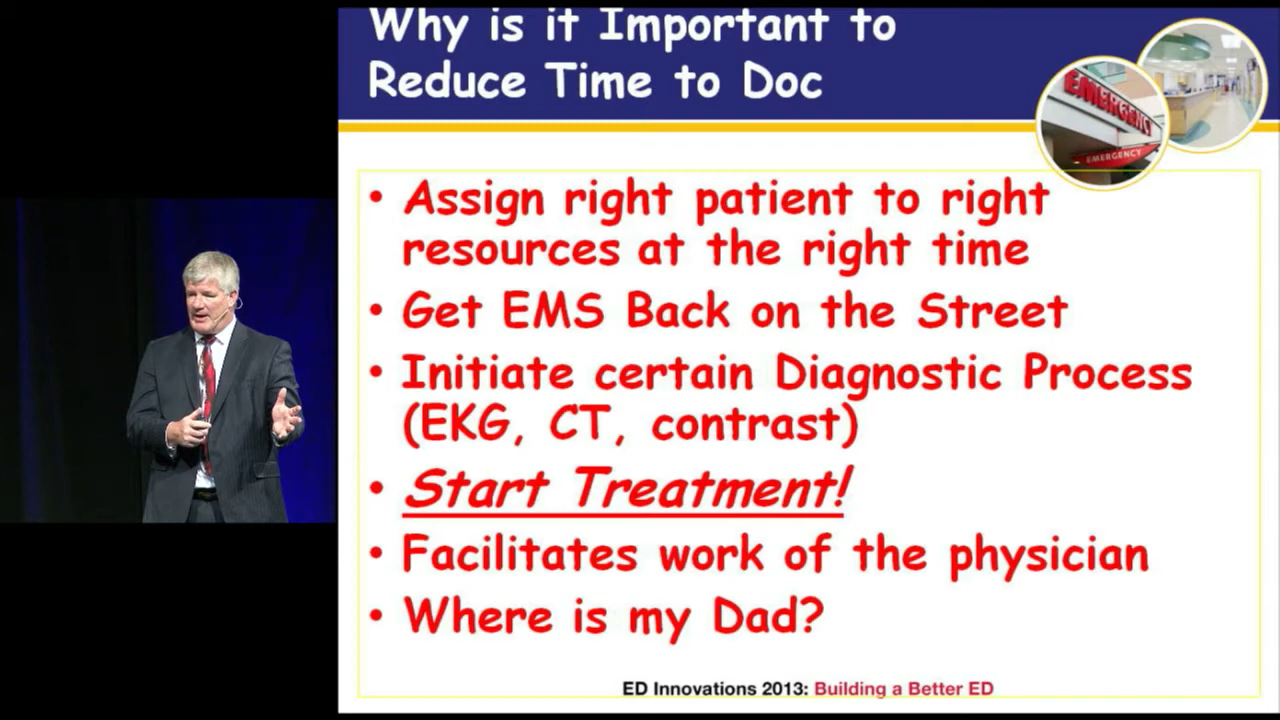 Why is it Important to
Reduce Time to Doc
EMERGENCY
EMERGENCY
• Assign right patient to right
resources at the right time
• Get EMS Back on the Street
• Initiate certain Diagnostic Process
(EKG, CT, contrast)
• Start Treatment!
• Facilitates work of the physician
• Where is my Dad?
ED Innovations 2013: Building a Better ED